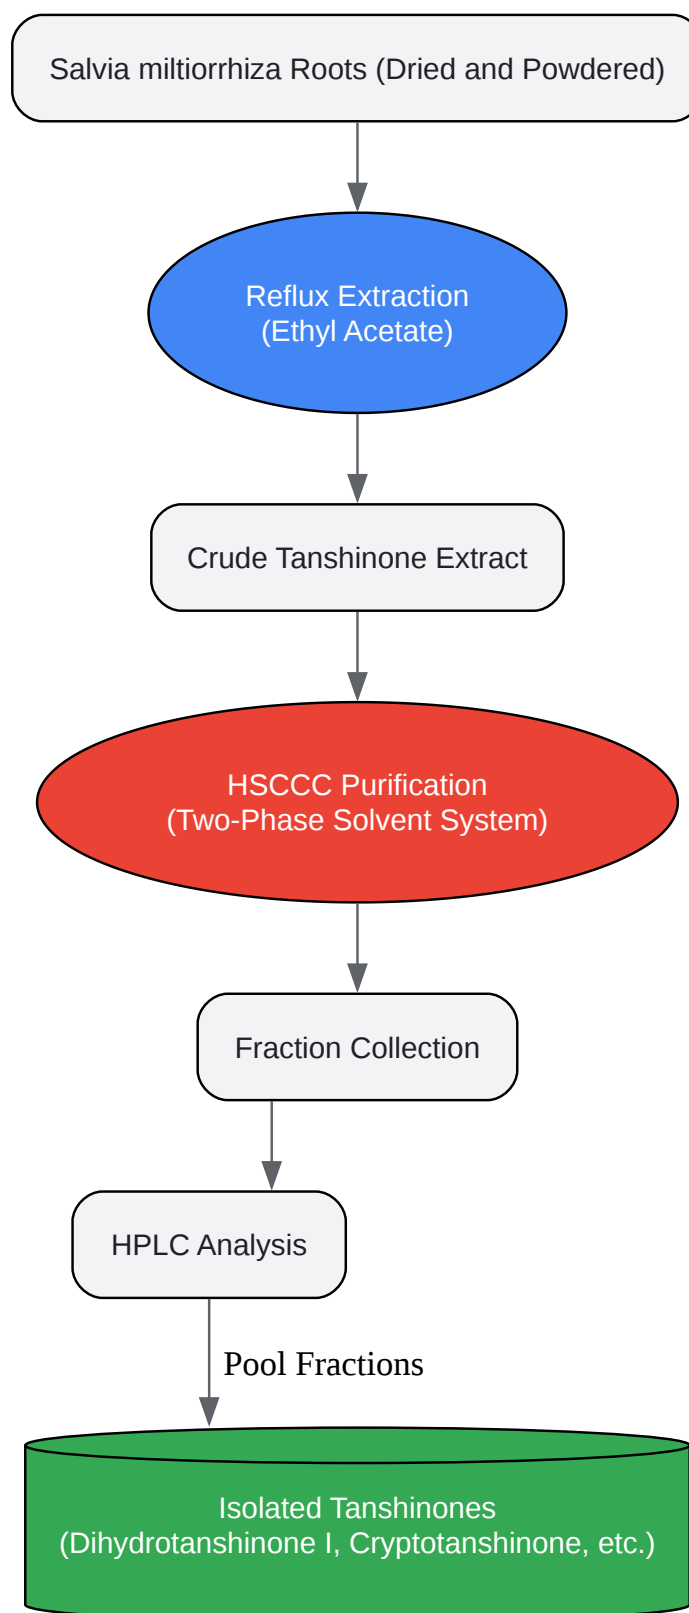 Salvia miltiorrhiza Roots (Dried and Powdered)
Reflux Extraction
(Ethyl Acetate)
Crude Tanshinone Extract
HSCCC Purification
(Two-Phase Solvent System)
Fraction Collection
HPLC Analysis
Pool Fractions
Isolated Tanshinones
(Dihydrotanshinone I, Cryptotanshinone, etc.)